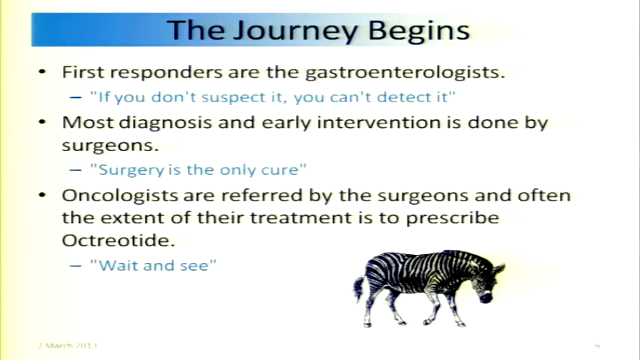 The Journey Begins
• First responders are the gastroenterologists.
– "If you don't suspect it, you can't detect it"
• Most diagnosis and early intervention is done by
surgeons.
– "Surgery is the only cure"
• Oncologists are referred by the surgeons and often
the extent of their treatment is to prescribe
Octreotide.
– "Wait and see"
2 March 2013
6